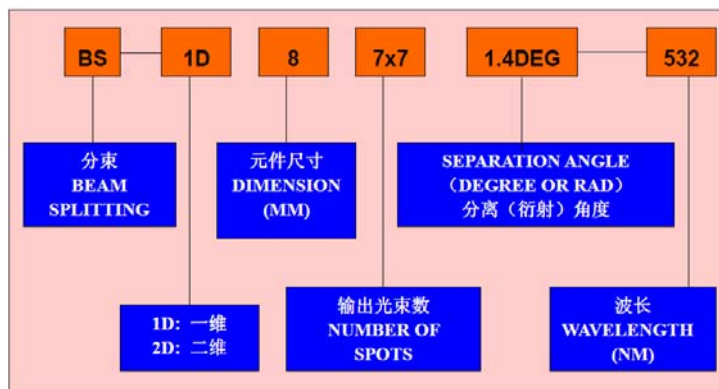 BS
1D
8
7x7
1.4DEG
532
分束
BEAM
SPLITTING
元件尺寸
DIMENSION
(MM)
SEPARATION ANGLE
（DEGREE OR RAD）
分离（衍射）角度
1D: 一维
2D: 二维
输出光束数
NUMBER OF
SPOTS
波长
WAVELENGTH
(NM)